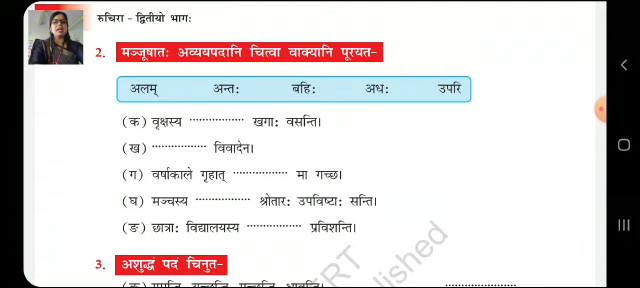 रुचिरा – द्वितीयो भागः
2. मञ्जूषातः अव्ययपदानि चित्वा वाक्यानि पूरयत–
अलम् अन्तः बहिः अधः उपरि
(क) वृक्षस्य ................ खगाः वसन्ति।
(ख) ................ विवादेन।
(ग) वर्षाकाले गृहात् ................ मा गच्छ।
(घ) मञ्चस्य ................ श्रोतारः उपविष्टाः सन्ति।
(ङ) छात्राः विद्यालयस्य ................ प्रविशन्ति।
3. अशुद्धं पदं चिनुत–